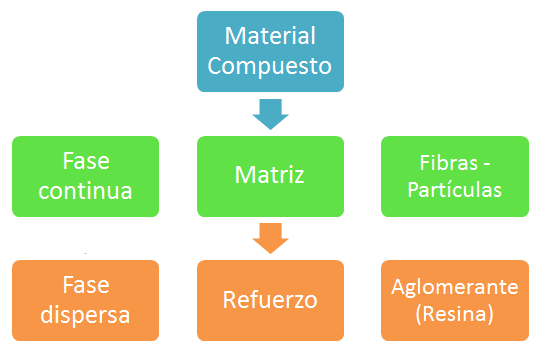 Material
Compuesto
Fase
continua
Matriz
Fibras -
Partículas
Fase
dispersa
Refuerzo
Aglomerante
(Resina)